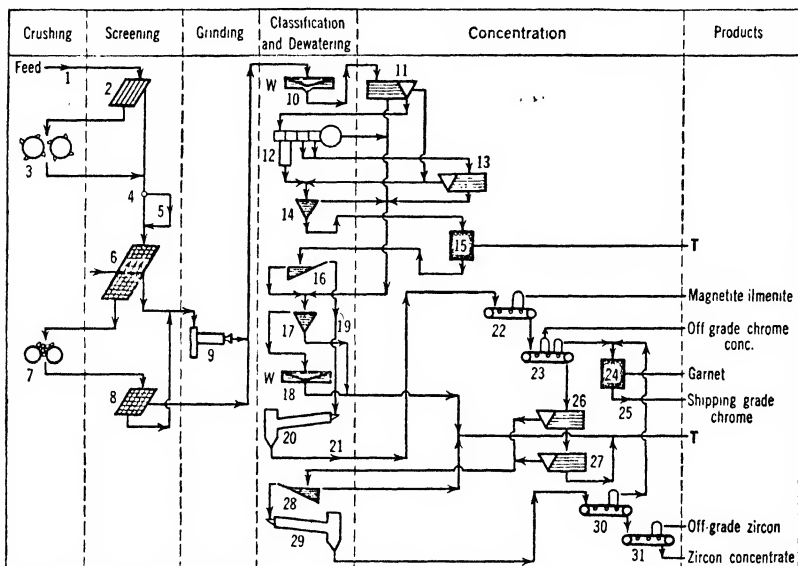 Crushing
Screening
Grinding
Classification
and Dewatering
Concentration
Products
Feed
1
2
3
4
5
6
7
8
9
W
10
11
12
13
14
15
T
16
17
19
W
18
20
21
22
Magnetite ilmenite
23
Off grade chrome
conc.
24
Garnet
25
Shipping grade
chrome
26
T
27
28
29
30
Off-grade zircon
31
Zircon concentrate